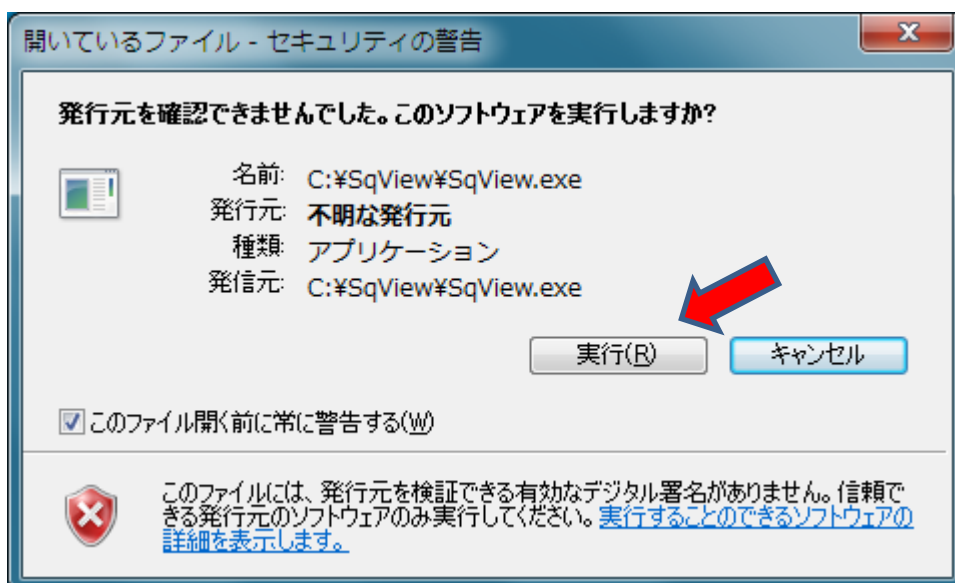 開いているファイル - セキュリティの警告
発行元を確認できませんでした。このソフトウェアを実行しますか?
名前: C:¥SqView¥SqView.exe
発行元: 不明な発行元
種類: アプリケーション
発信元: C:¥SqView¥SqView.exe
実行(R) キャンセル
このファイル開く前に常に警告する(W)
このファイルには、発行元を検証できる有効なデジタル署名がありません。信頼で
きる発行元のソフトウェアのみ実行してください。実行することのできるソフトウェアの
詳細を表示します。